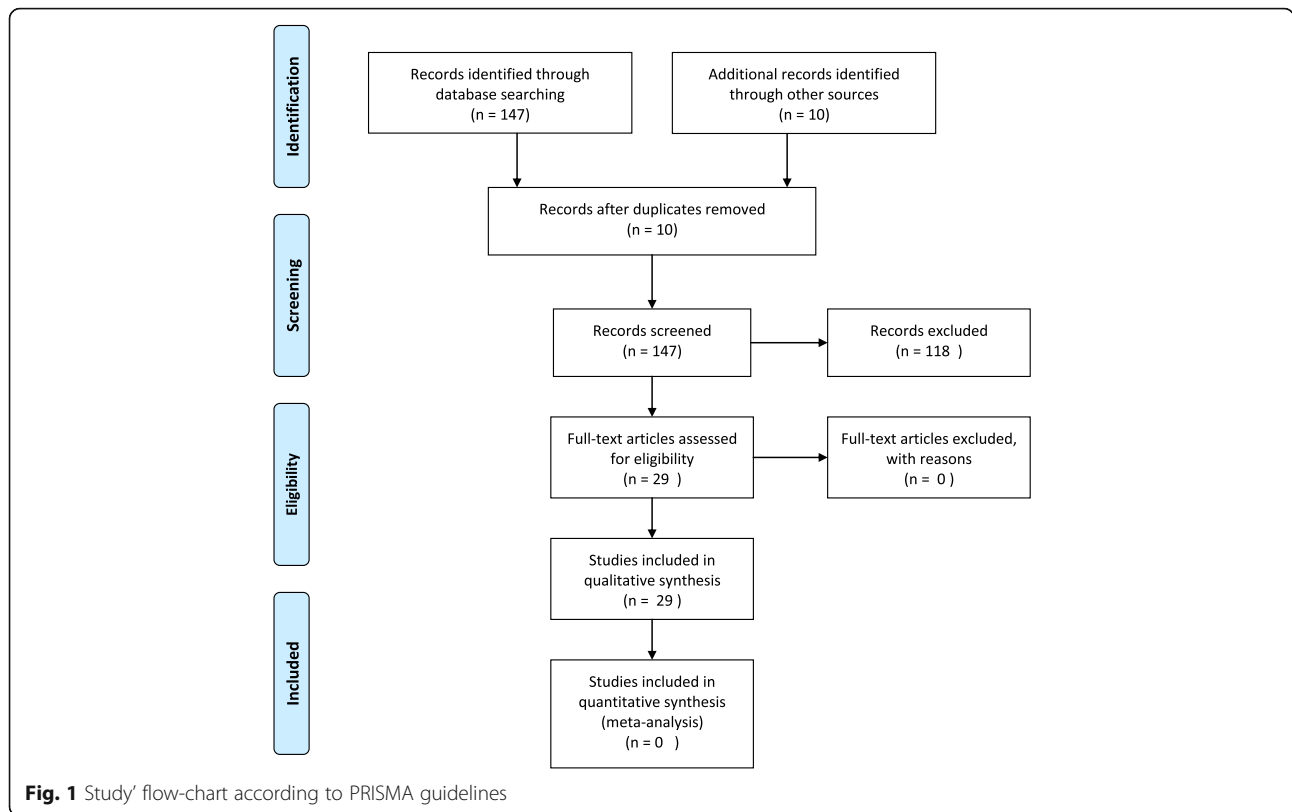 Identification
Records identified through
database searching
(n = 147)
Additional records identified
through other sources
(n = 10)
Records after duplicates removed
(n = 10)
Screening
Records screened
(n = 147)
Records excluded
(n = 118 )
Eligibility
Full-text articles assessed
for eligibility
(n = 29 )
Full-text articles excluded,
with reasons
(n = 0 )
Studies included in
qualitative synthesis
(n = 29 )
Included
Studies included in
quantitative synthesis
(meta-analysis)
(n = 0 )
Fig. 1 Study' flow-chart according to PRISMA guidelines